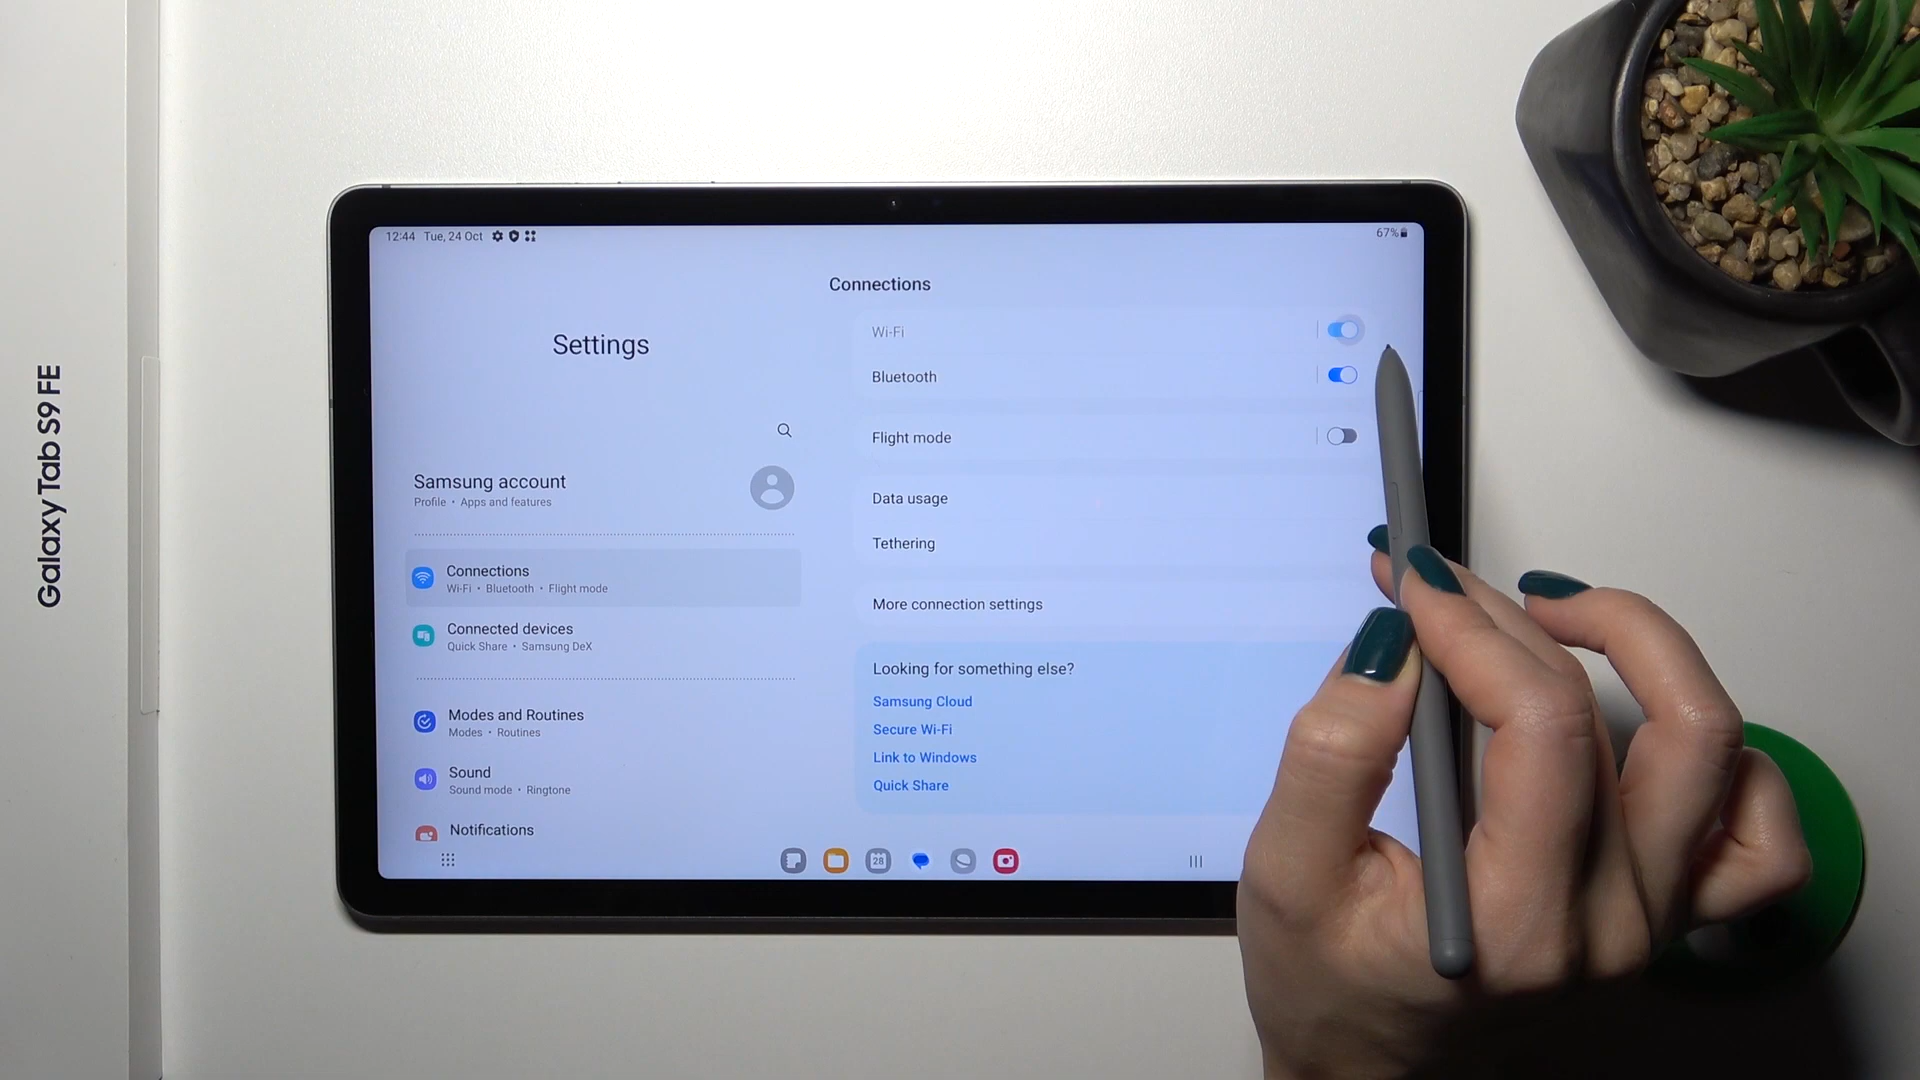 Galaxy Tab S9 FE
12:44 Tue, 24 Oct
67%
Settings
Samsung account
Profile • Apps and features
Connections
Wi-Fi • Bluetooth • Flight mode
Connected devices
Quick Share • Samsung DeX
Modes and Routines
Modes • Routines
Sound
Sound mode • Ringtone
Notifications
Connections
Wi-Fi
Bluetooth
Flight mode
Data usage
Tethering
More connection settings
Looking for something else?
Samsung Cloud
Secure Wi-Fi
Link to Windows
Quick Share
28